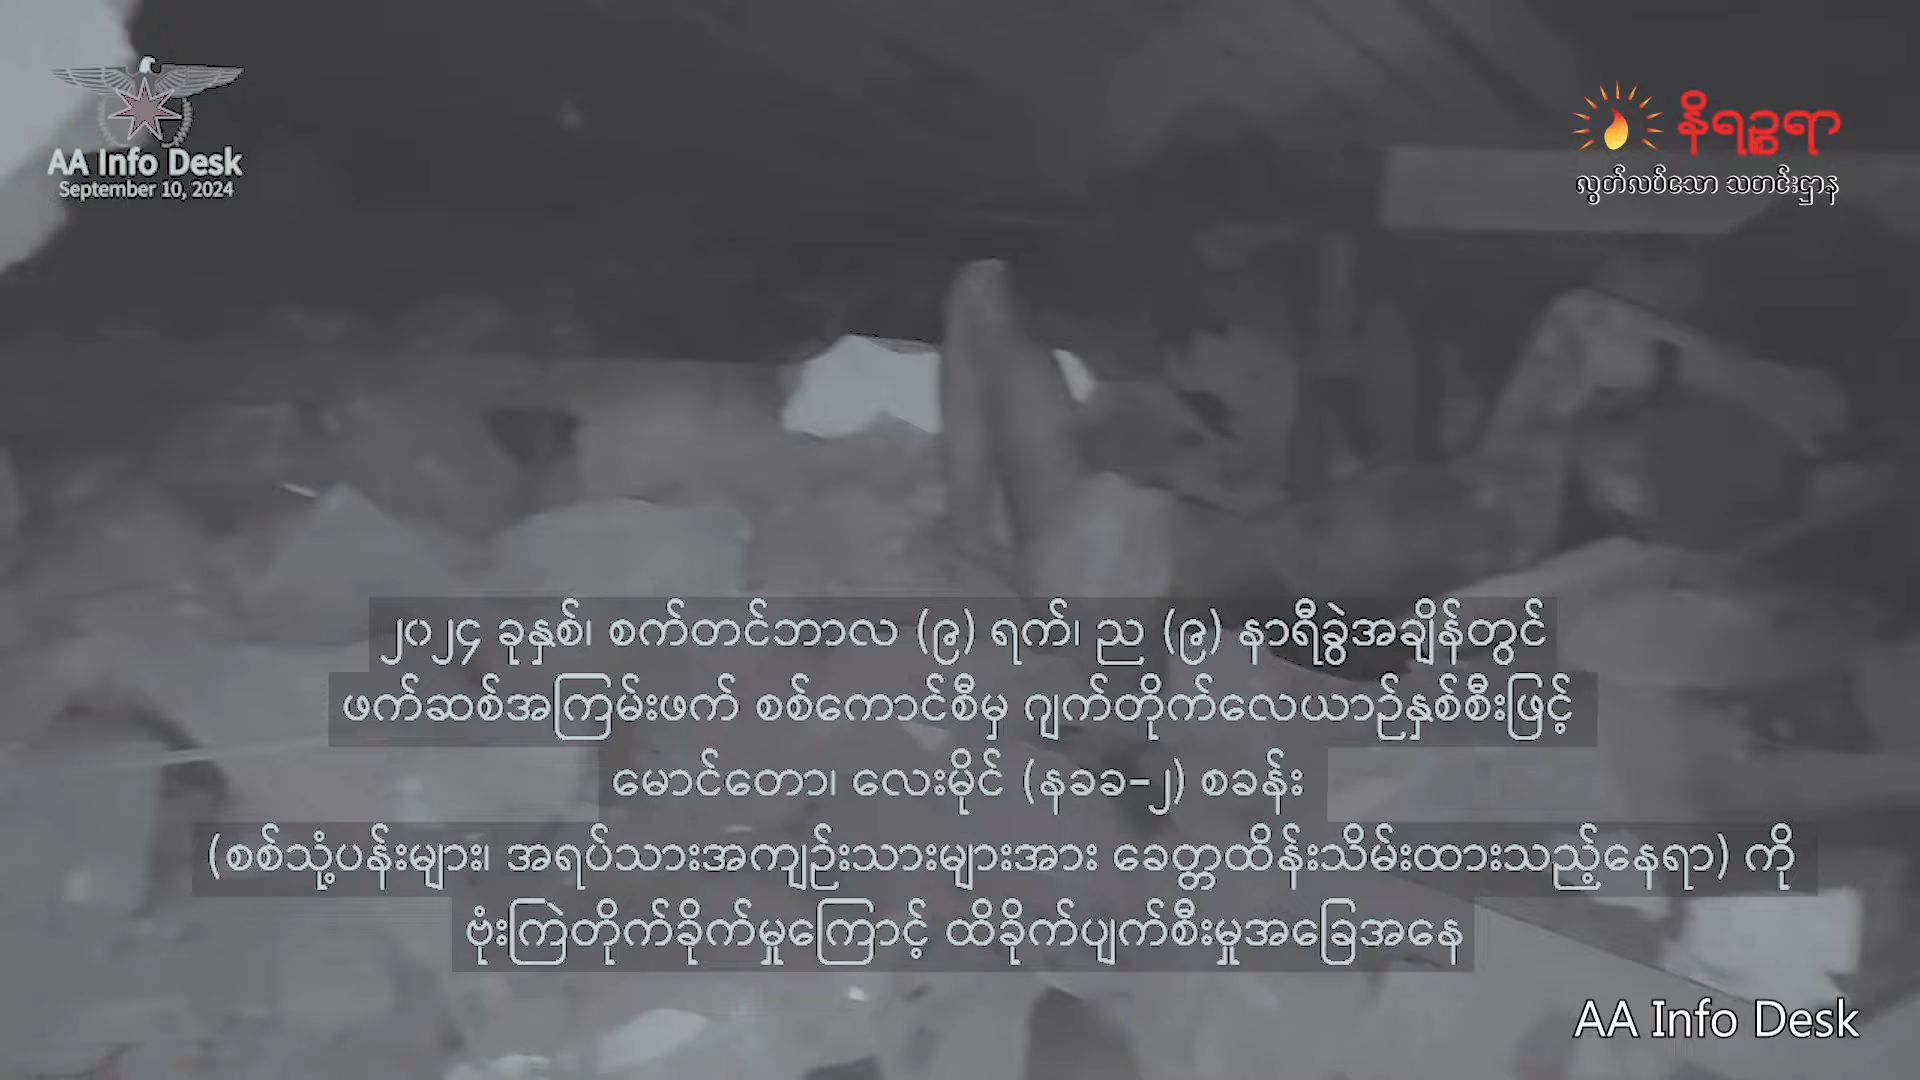 AA Info Desk
September 10, 2024
နိရဉ္စရာ
လွတ်လပ်သော သတင်းဌာန
၂၀၂၄ ခုနှစ်၊ စက်တင်ဘာလ (၉) ရက်၊ ည (၉) နာရီခွဲအချိန်တွင်
ဖက်ဆစ်အကြမ်းဖက် စစ်ကောင်စီမှ ဂျက်တိုက်လေယာဉ်နှစ်စီးဖြင့်
မောင်တော၊ လေးမိုင် (နခခ-၂) စခန်း
(စစ်သုံ့ပန်းများ၊ အရပ်သားအကျဉ်းသားများအား ခေတ္တထိန်းသိမ်းထားသည့်နေရာ) ကို
ဗုံးကြဲတိုက်ခိုက်မှုကြောင့် ထိခိုက်ပျက်စီးမှုအခြေအနေ
AA Info Desk